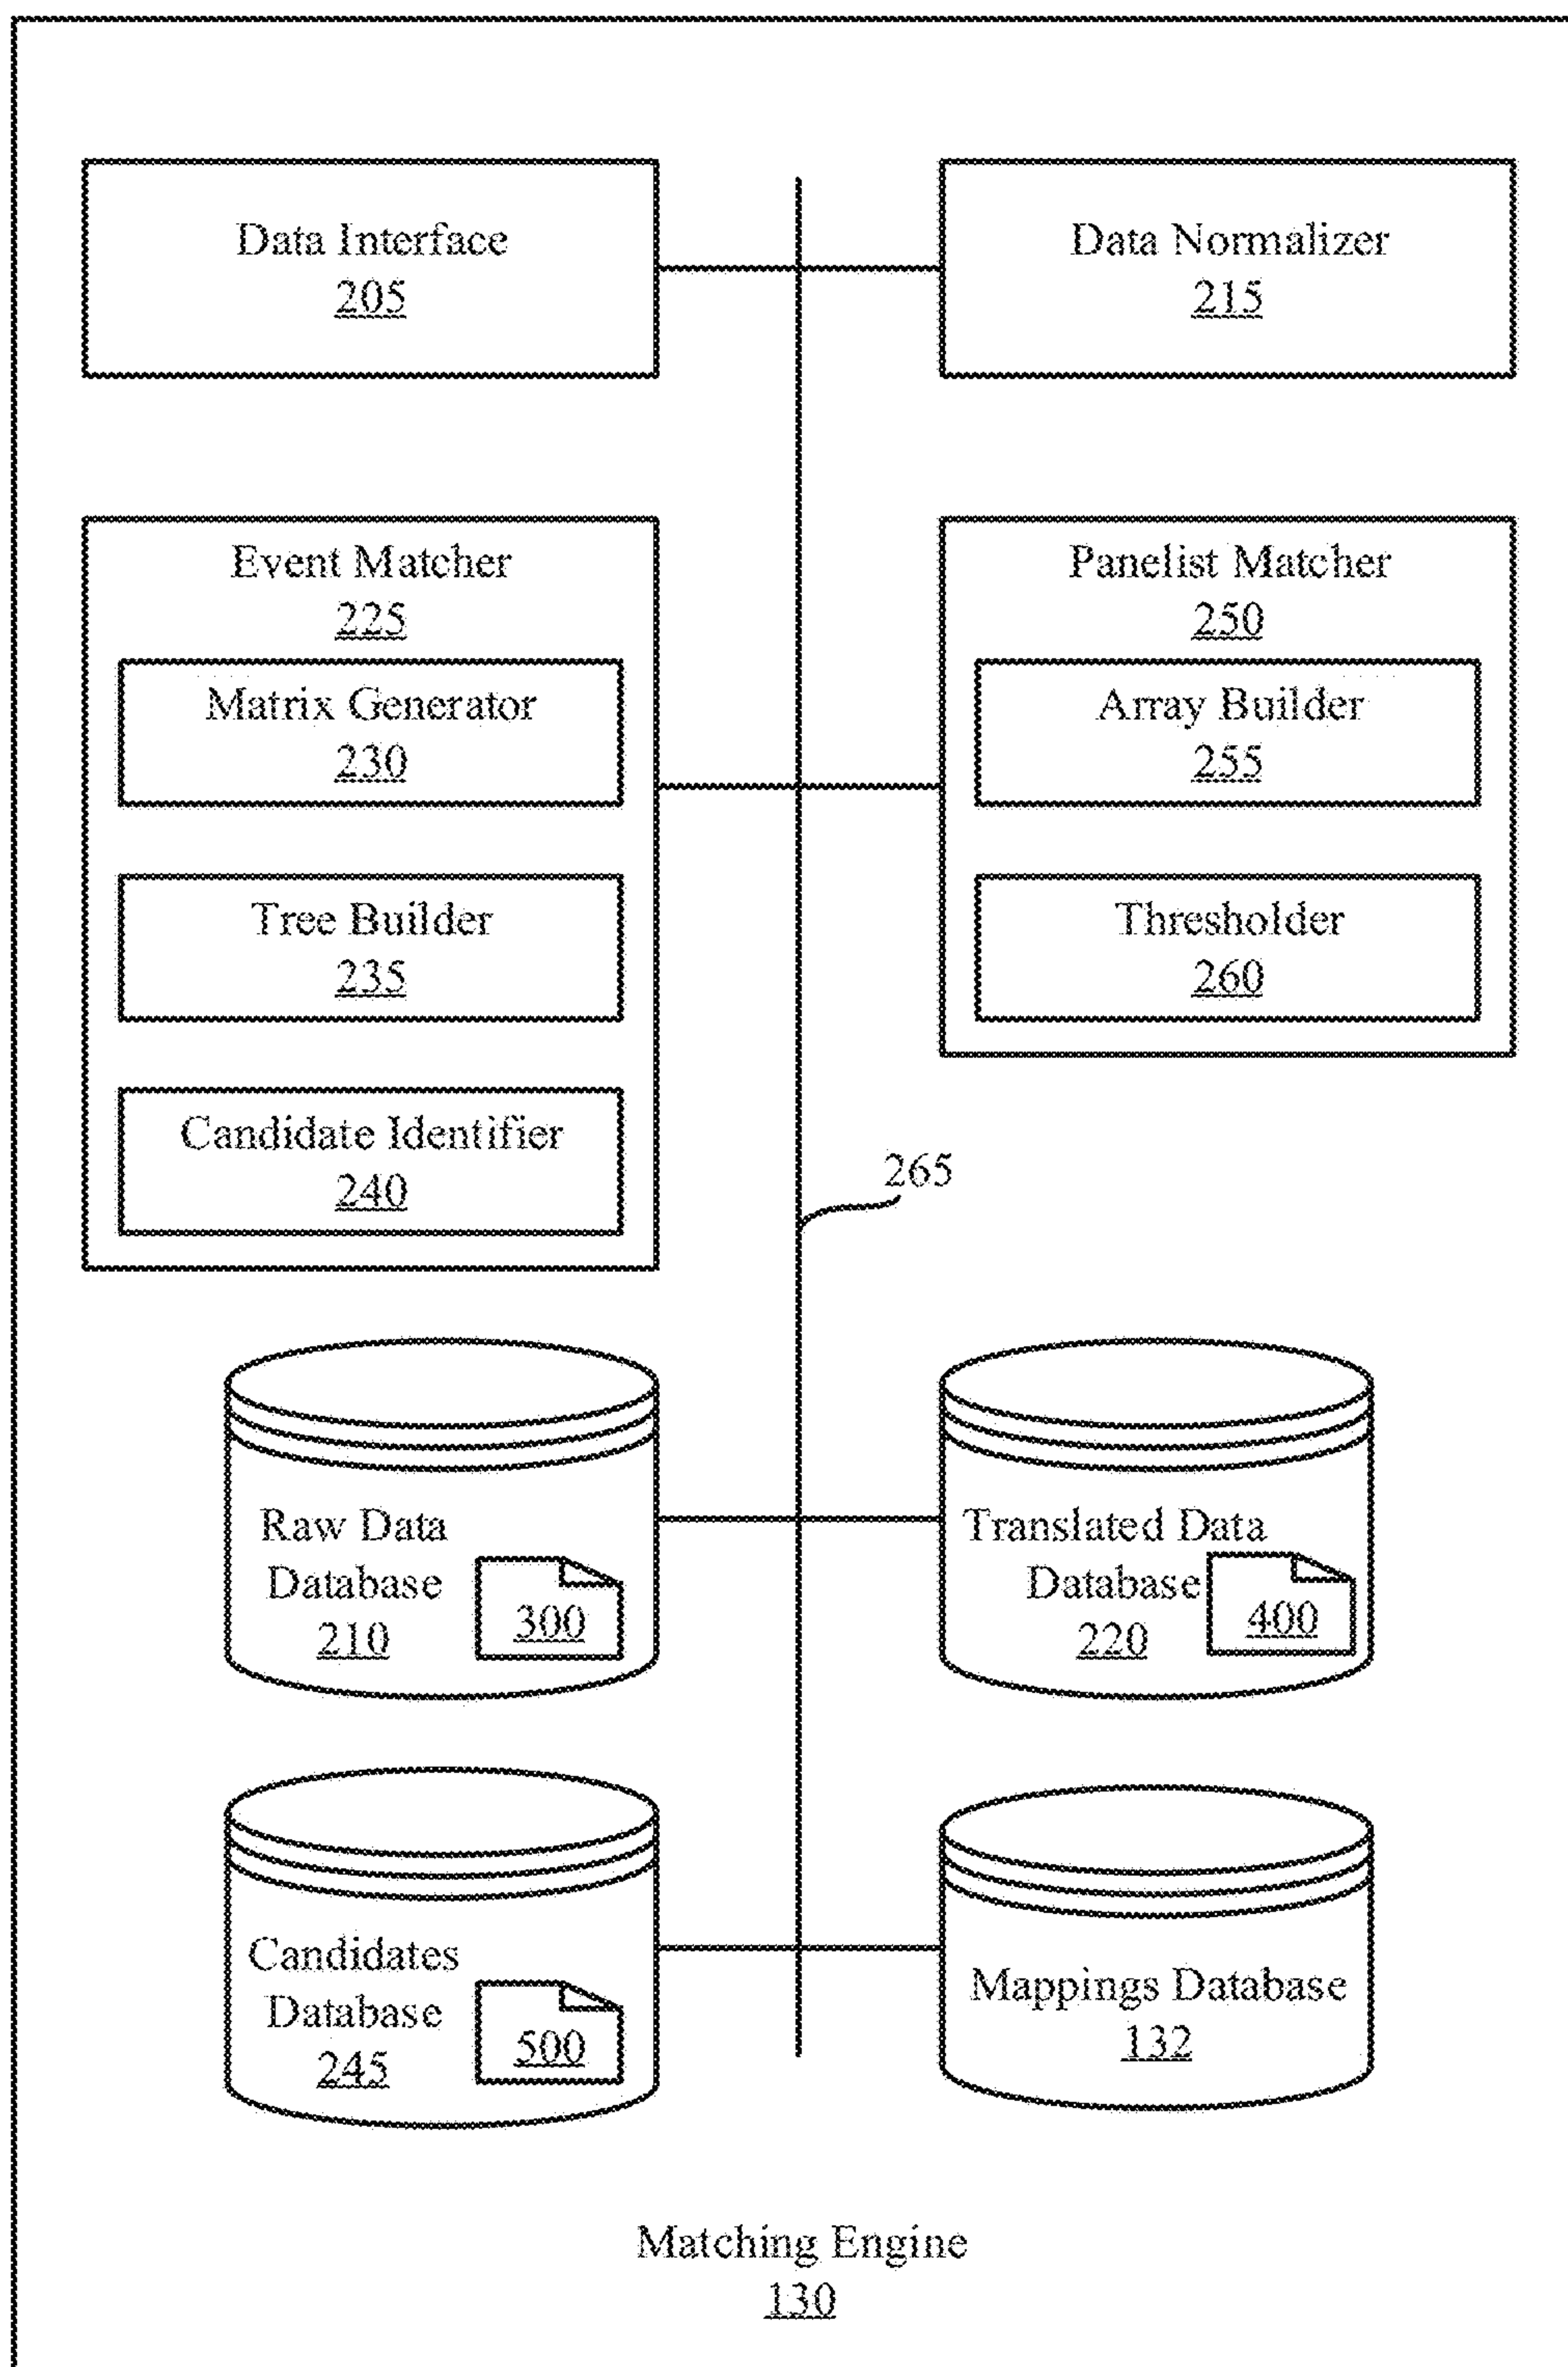 Data Interface
205
Data Normalizer
215
Event Matcher
225
Matrix Generator
230
Tree Builder
235
Candidate Identifier
240
Panelist Matcher
250
Array Builder
255
Thresholder
260
265
Raw Data
Database
210
300
Translated Data
Database
220
400
Candidates
Database
245
500
Mappings Database
132
Matching Engine
130